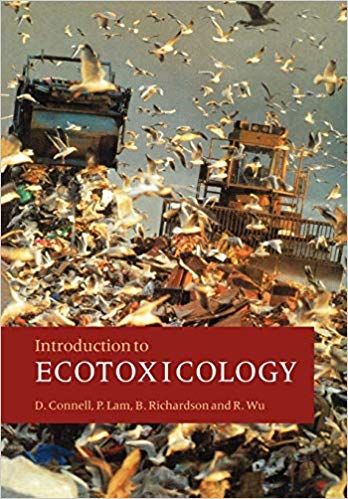 Introduction to
ECOTOXICOLOGY
D. Connell, P. Lam, B. Richardson and R. Wu